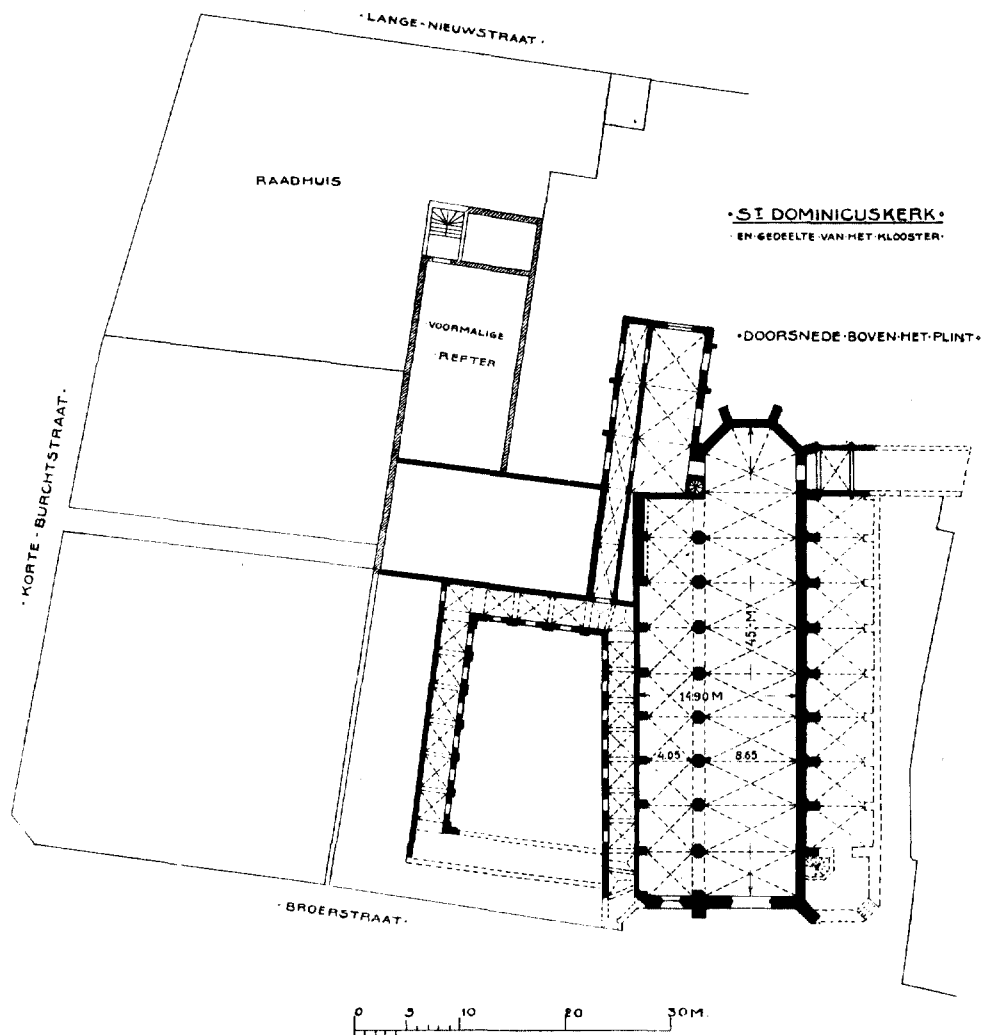 ·LANGE-NIEUWSTRAAT·
RAADHUIS
·ST DOMINICUSKERK·
·EN·GEDEELTE·VAN·HET·KLOOSTER·
VOORMALIGE
·REFTER
·DOORSNEDE·BOVEN·HET·PLINT·
·KORTE-BURCHTSTRAAT·
45 M
14.90 M
4.05
8.65
·BROERSTRAAT·
0 5 10 20 30 M.